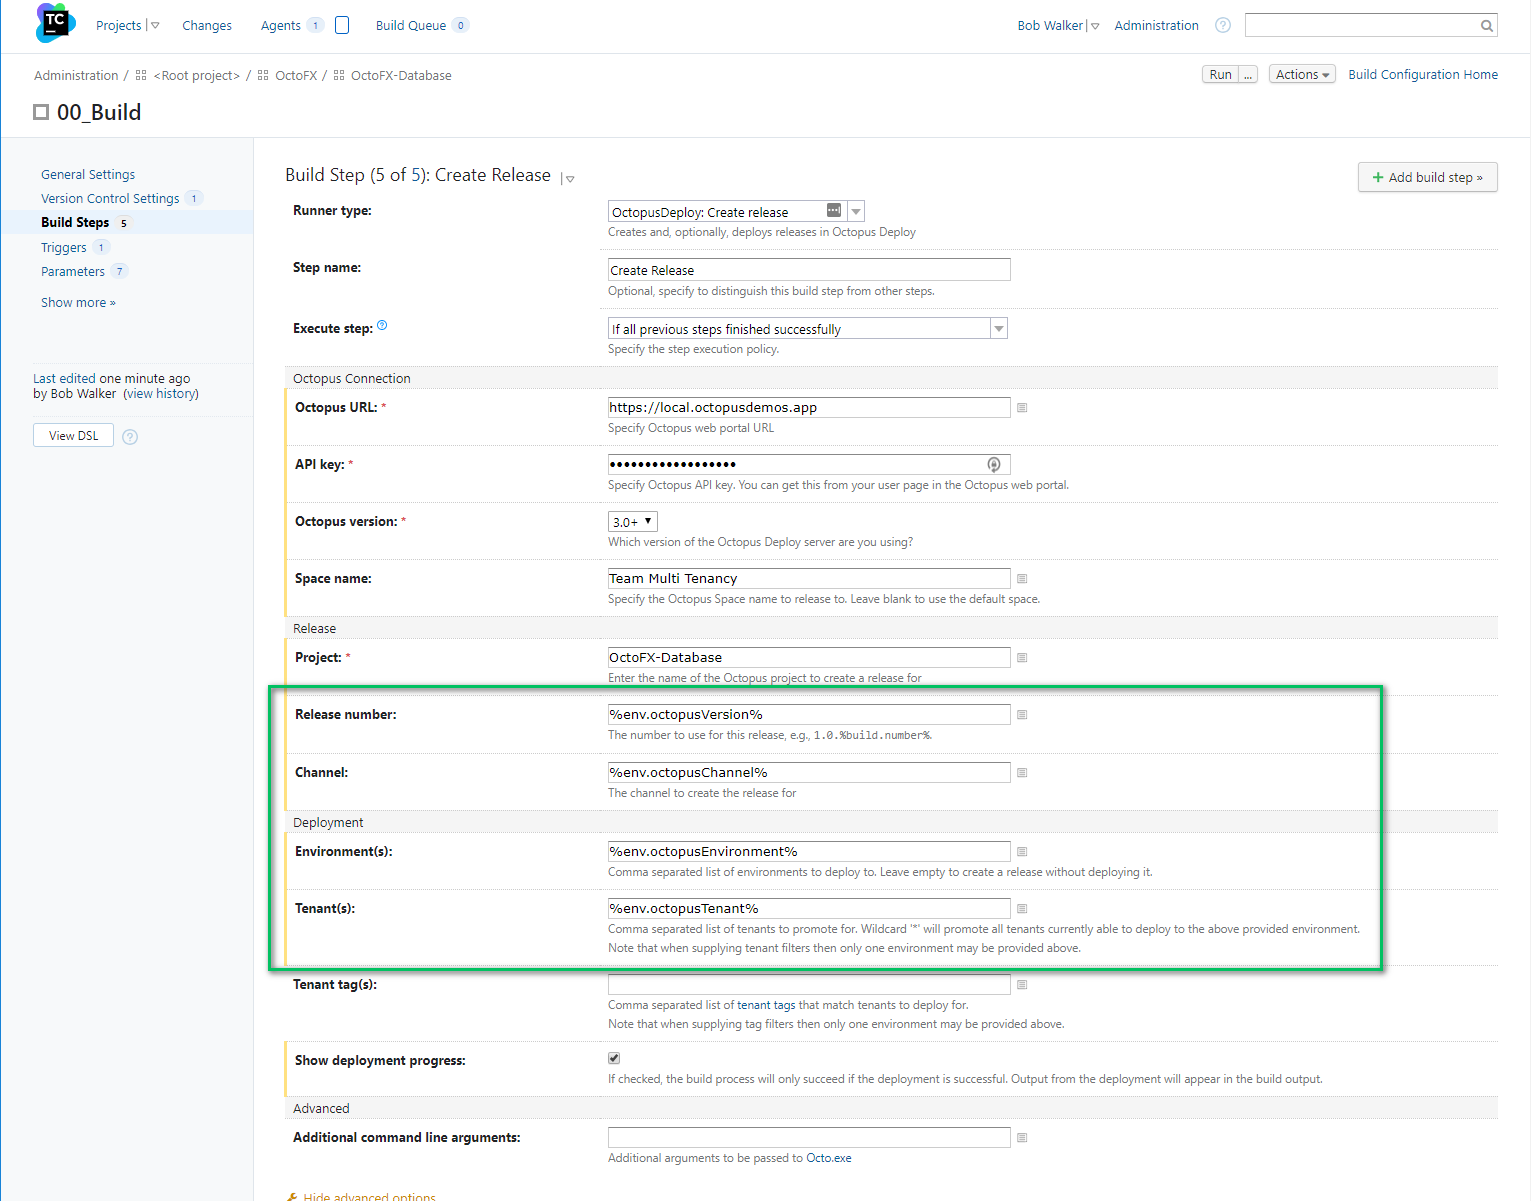 TC
Projects
Changes
Agents 1
Build Queue 0
Bob Walker
Administration
?
Administration / <Root project> / OctoFX / OctoFX-Database
Run ...
Actions
Build Configuration Home
00_Build
General Settings
Version Control Settings 1
Build Steps 5
Triggers 1
Parameters 7
Show more »
Last edited one minute ago
by Bob Walker (view history)
View DSL ?
Build Step (5 of 5): Create Release
+ Add build step »
Runner type:
OctopusDeploy: Create release
Creates and, optionally, deploys releases in Octopus Deploy
Step name:
Create Release
Optional, specify to distinguish this build step from other steps.
Execute step: ?
If all previous steps finished successfully
Specify the step execution policy.
Octopus Connection
Octopus URL: *
https://local.octopusdemos.app
Specify Octopus web portal URL
API key: *
••••••••••••••••••
Specify Octopus API key. You can get this from your user page in the Octopus web portal.
Octopus version: *
3.0+
Which version of the Octopus Deploy server are you using?
Space name:
Team Multi Tenancy
Specify the Octopus Space name to release to. Leave blank to use the default space.
Release
Project: *
OctoFX-Database
Enter the name of the Octopus project to create a release for
Release number:
%env.octopusVersion%
The number to use for this release, e.g., 1.0.%build.number%.
Channel:
%env.octopusChannel%
The channel to create the release for
Deployment
Environment(s):
%env.octopusEnvironment%
Comma separated list of environments to deploy to. Leave empty to create a release without deploying it.
Tenant(s):
%env.octopusTenant%
Comma separated list of tenants to promote for. Wildcard '*' will promote all tenants currently able to deploy to the above provided environment.
Note that when supplying tenant filters then only one environment may be provided above.
Tenant tag(s):
Comma separated list of tenant tags that match tenants to deploy for.
Note that when supplying tag filters then only one environment may be provided above.
Show deployment progress:
If checked, the build process will only succeed if the deployment is successful. Output from the deployment will appear in the build output.
Advanced
Additional command line arguments:
Additional arguments to be passed to Octo.exe
Hide advanced options